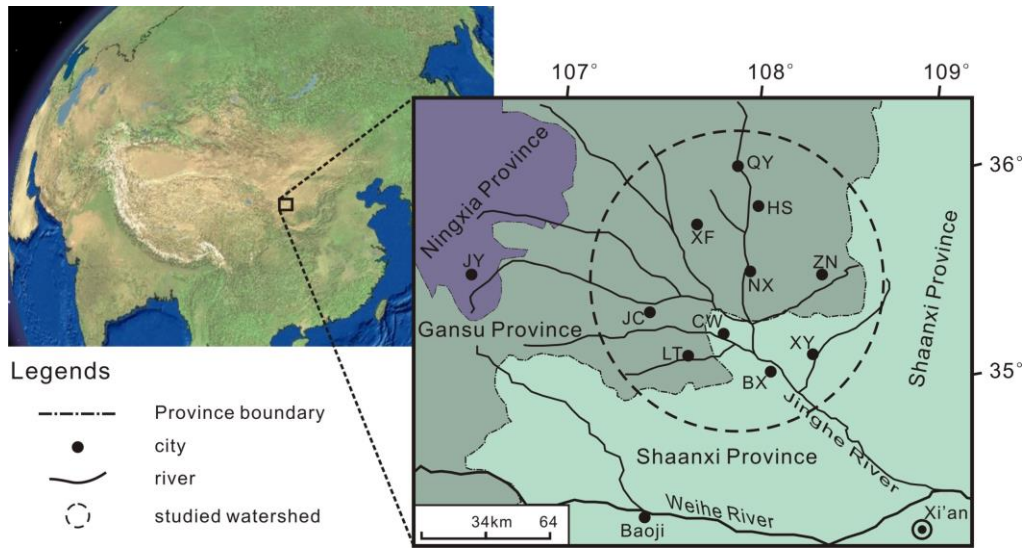 107° 108° 109°
36°
35°
Ningxia Province
Gansu Province
Shaanxi Province
Shaanxi Province
Jinghe River
Weihe River
QY
HS
XF
JY
ZN
NX
JC
CW
LT
XY
BX
Baoji
Xi'an
34km 64
Legends
Province boundary
city
river
studied watershed